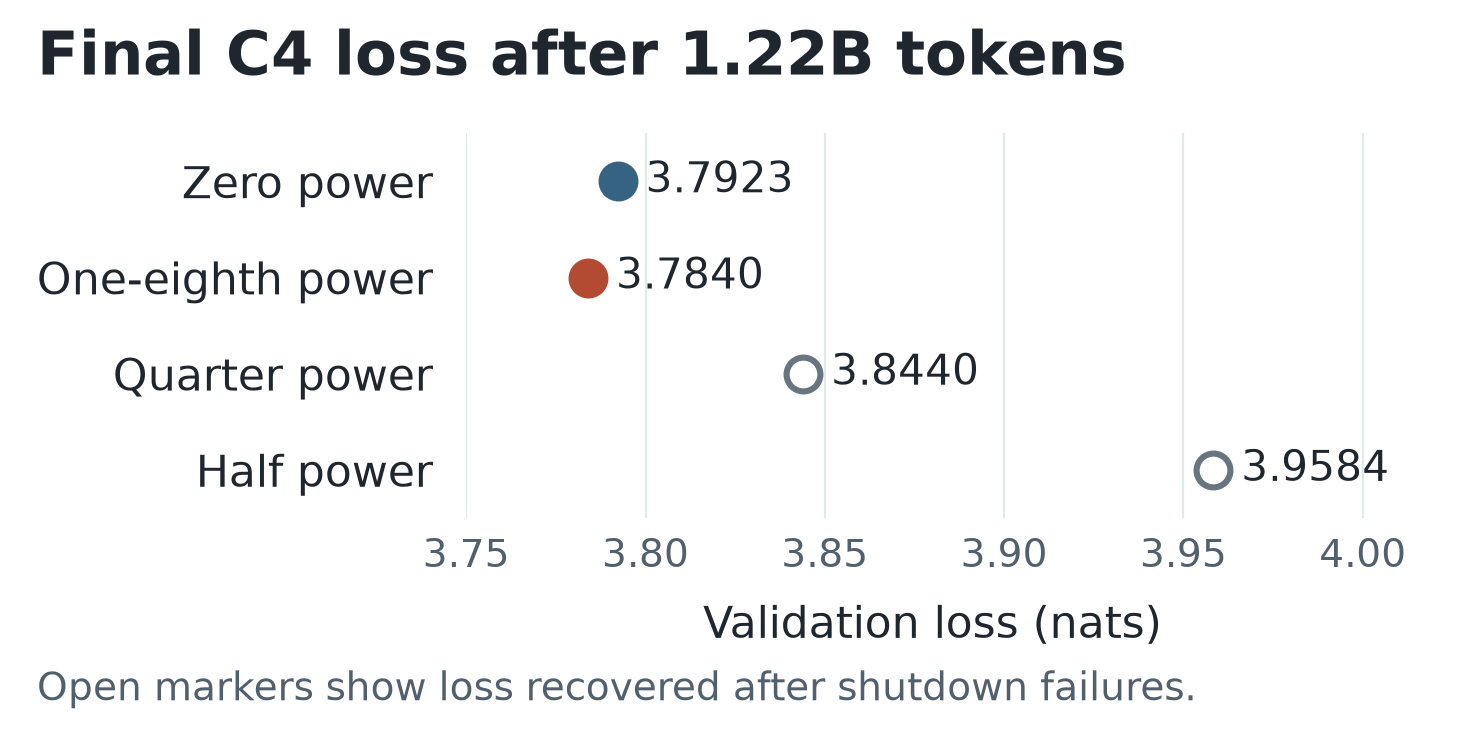 Final C4 loss after 1.22B tokens
Zero power
3.7923
One-eighth power
3.7840
Quarter power
3.8440
Half power
3.9584
3.75 3.80 3.85 3.90 3.95 4.00
Validation loss (nats)
Open markers show loss recovered after shutdown failures.